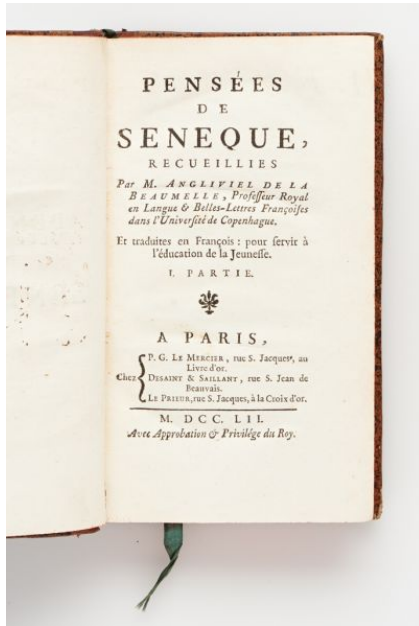 PENSÉES
DE
SENEQUE,
RECUEILLIES
Par M. ANGLIVIEL DE LA
BEAUMELLE, Professeur Royal
en Langue & Belles-Lettres Françoises
dans l'Université de Copenhague.
Et traduites en François : pour servir à
l'éducation de la Jeunesse.
I. PARTIE.
A PARIS,
P. G. LE MERCIER, rue S. Jacques, au
Livre d'or.
Chez DESAINT & SAILLANT, rue S. Jean de
Beauvais.
LE PRIEUR, rue S. Jacques, à la Croix d'or.
M. DCC. LII.
Avec Approbation & Privilége du Roy.